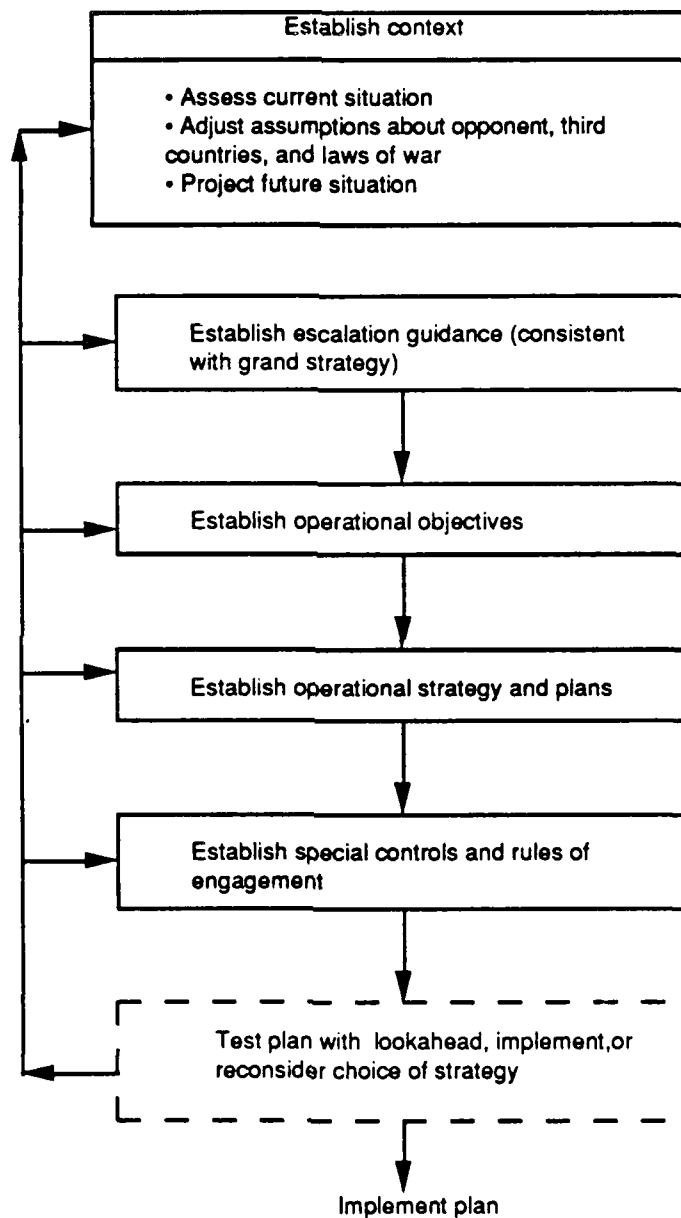 Establish context
• Assess current situation
• Adjust assumptions about opponent, third
countries, and laws of war
• Project future situation
Establish escalation guidance (consistent
with grand strategy)
Establish operational objectives
Establish operational strategy and plans
Establish special controls and rules of
engagement
Test plan with lookahead, implement,or
reconsider choice of strategy
Implement plan